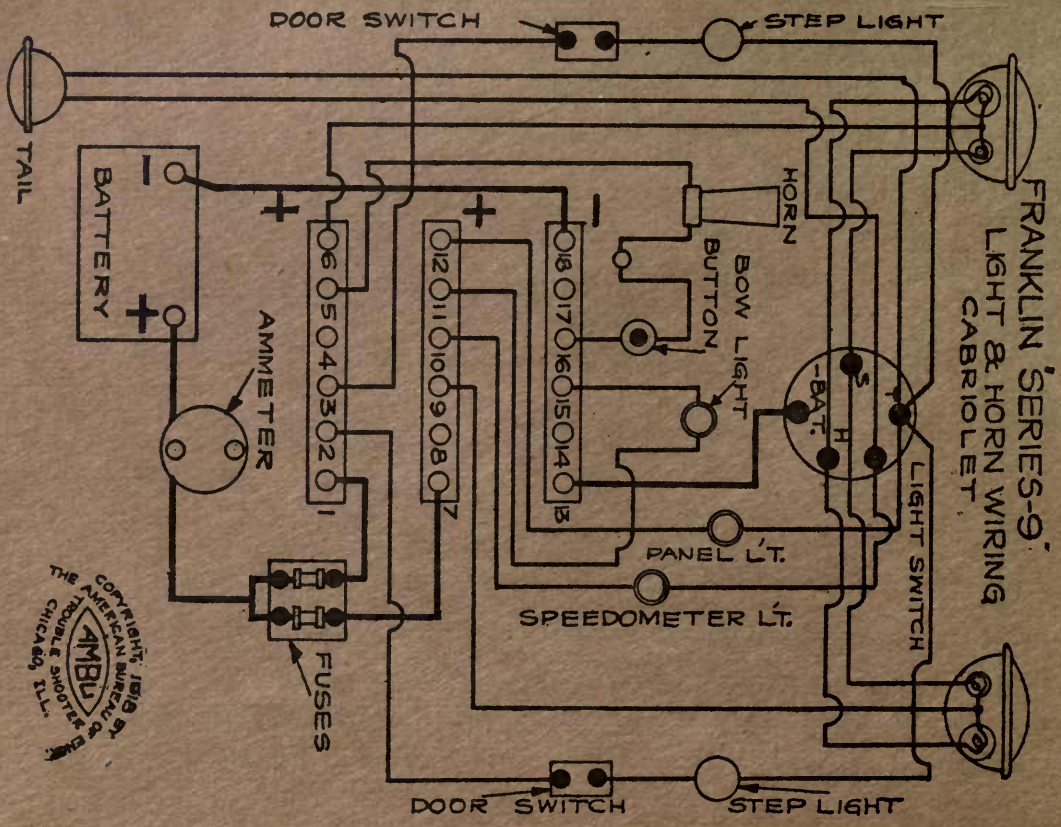 FRANKLIN 'SERIES-9"
LIGHT & HORN WIRING
CABRIOLET
DOOR SWITCH
STEP LIGHT
TAIL
BATTERY
-
+
AMMETER
+
6 5 4 3 2 1
+
12 11 10 9 8 7
-
18 17 16 15 14 13
HORN
BUTTON
BOW LIGHT
S
T
-BAT.
H
LIGHT SWITCH
PANEL L'T.
SPEEDOMETER L'T.
FUSES
DOOR SWITCH
STEP LIGHT
COPYRIGHT, 1918 BY
THE AMERICAN BUREAU OF
TROUBLE SHOOTER ENG.
CHICAGO, ILL.
AMBU